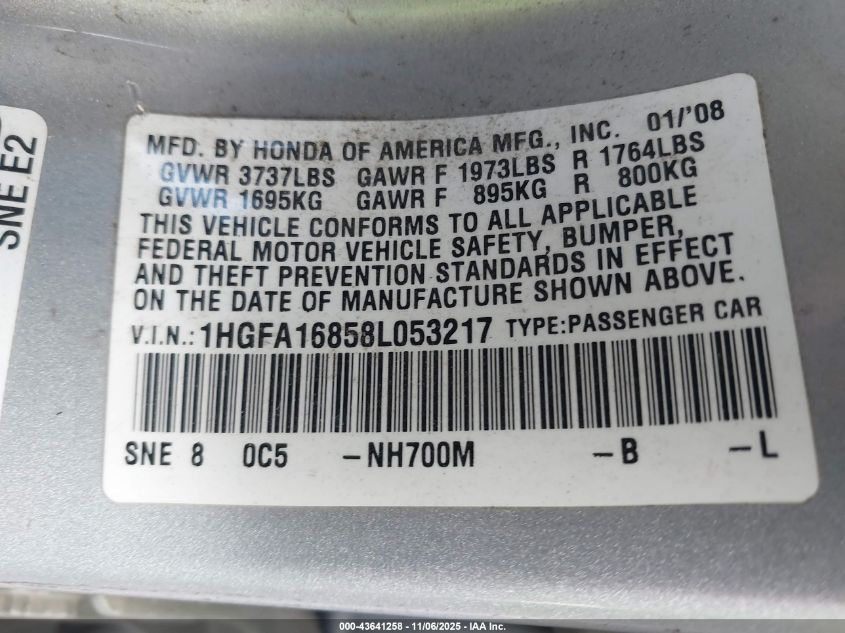 SNE E2
MFD. BY HONDA OF AMERICA MFG., INC. 01/'08
GVWR 3737LBS GAWR F 1973LBS R 1764LBS
GVWR 1695KG GAWR F 895KG R 800KG
THIS VEHICLE CONFORMS TO ALL APPLICABLE
FEDERAL MOTOR VEHICLE SAFETY, BUMPER,
AND THEFT PREVENTION STANDARDS IN EFFECT
ON THE DATE OF MANUFACTURE SHOWN ABOVE.
V.I.N.: 1HGFA16858L053217 TYPE:PASSENGER CAR
SNE 8 0C5 -NH700M -B -L
000-43641258 - 11/06/2025 - IAA Inc.